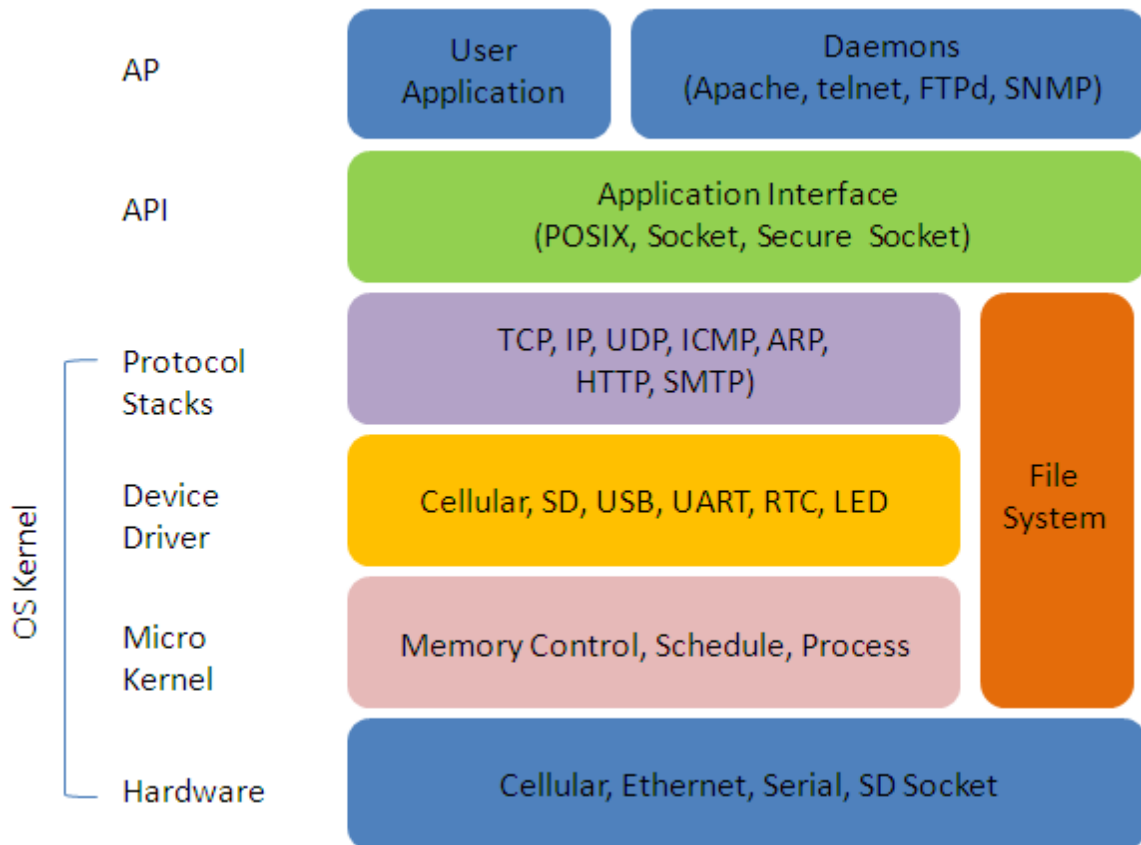 AP
User
Application
Daemons
(Apache, telnet, FTPd, SNMP)
API
Application Interface
(POSIX, Socket, Secure  Socket)
OS Kernel
Protocol
Stacks
TCP, IP, UDP, ICMP, ARP,
HTTP, SMTP)
File
System
Device
Driver
Cellular, SD, USB, UART, RTC, LED
Micro
Kernel
Memory Control, Schedule, Process
Hardware
Cellular, Ethernet, Serial, SD Socket